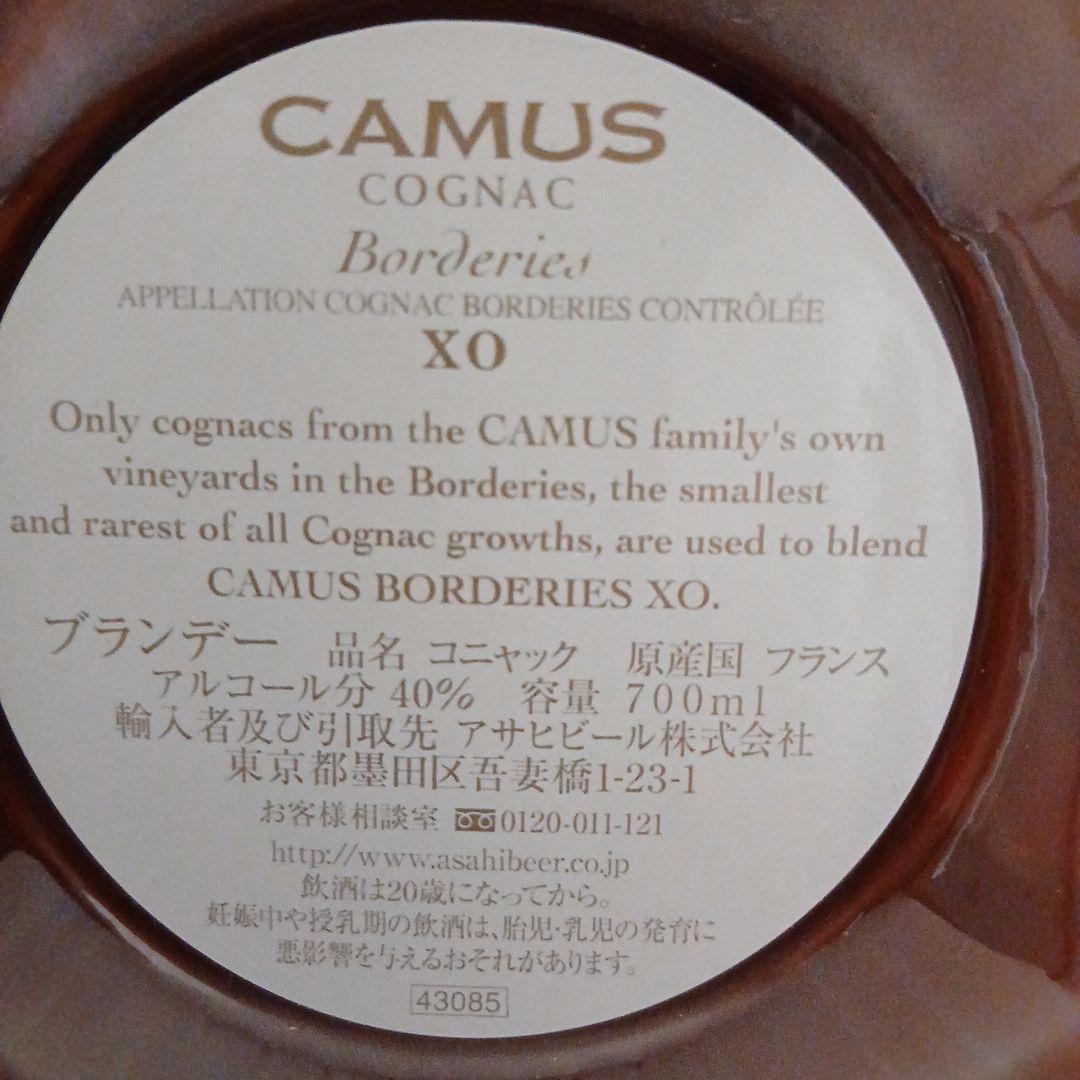 CAMUS
COGNAC
Borderies
APPELLATION COGNAC BORDERIES CONTRÔLÉE
XO
Only cognacs from the CAMUS family's own
vineyards in the Borderies, the smallest
and rarest of all Cognac growths, are used to blend
CAMUS BORDERIES XO.
ブランデー 品名 コニャック 原産国 フランス
アルコール分 40% 容量 700ml
輸入者及び引取先 アサヒビール株式会社
東京都墨田区吾妻橋1-23-1
お客様相談室 0120-011-121
http://www.asahibeer.co.jp
飲酒は20歳になってから。
妊娠中や授乳期の飲酒は、胎児・乳児の発育に
悪影響を与えるおそれがあります。
43085